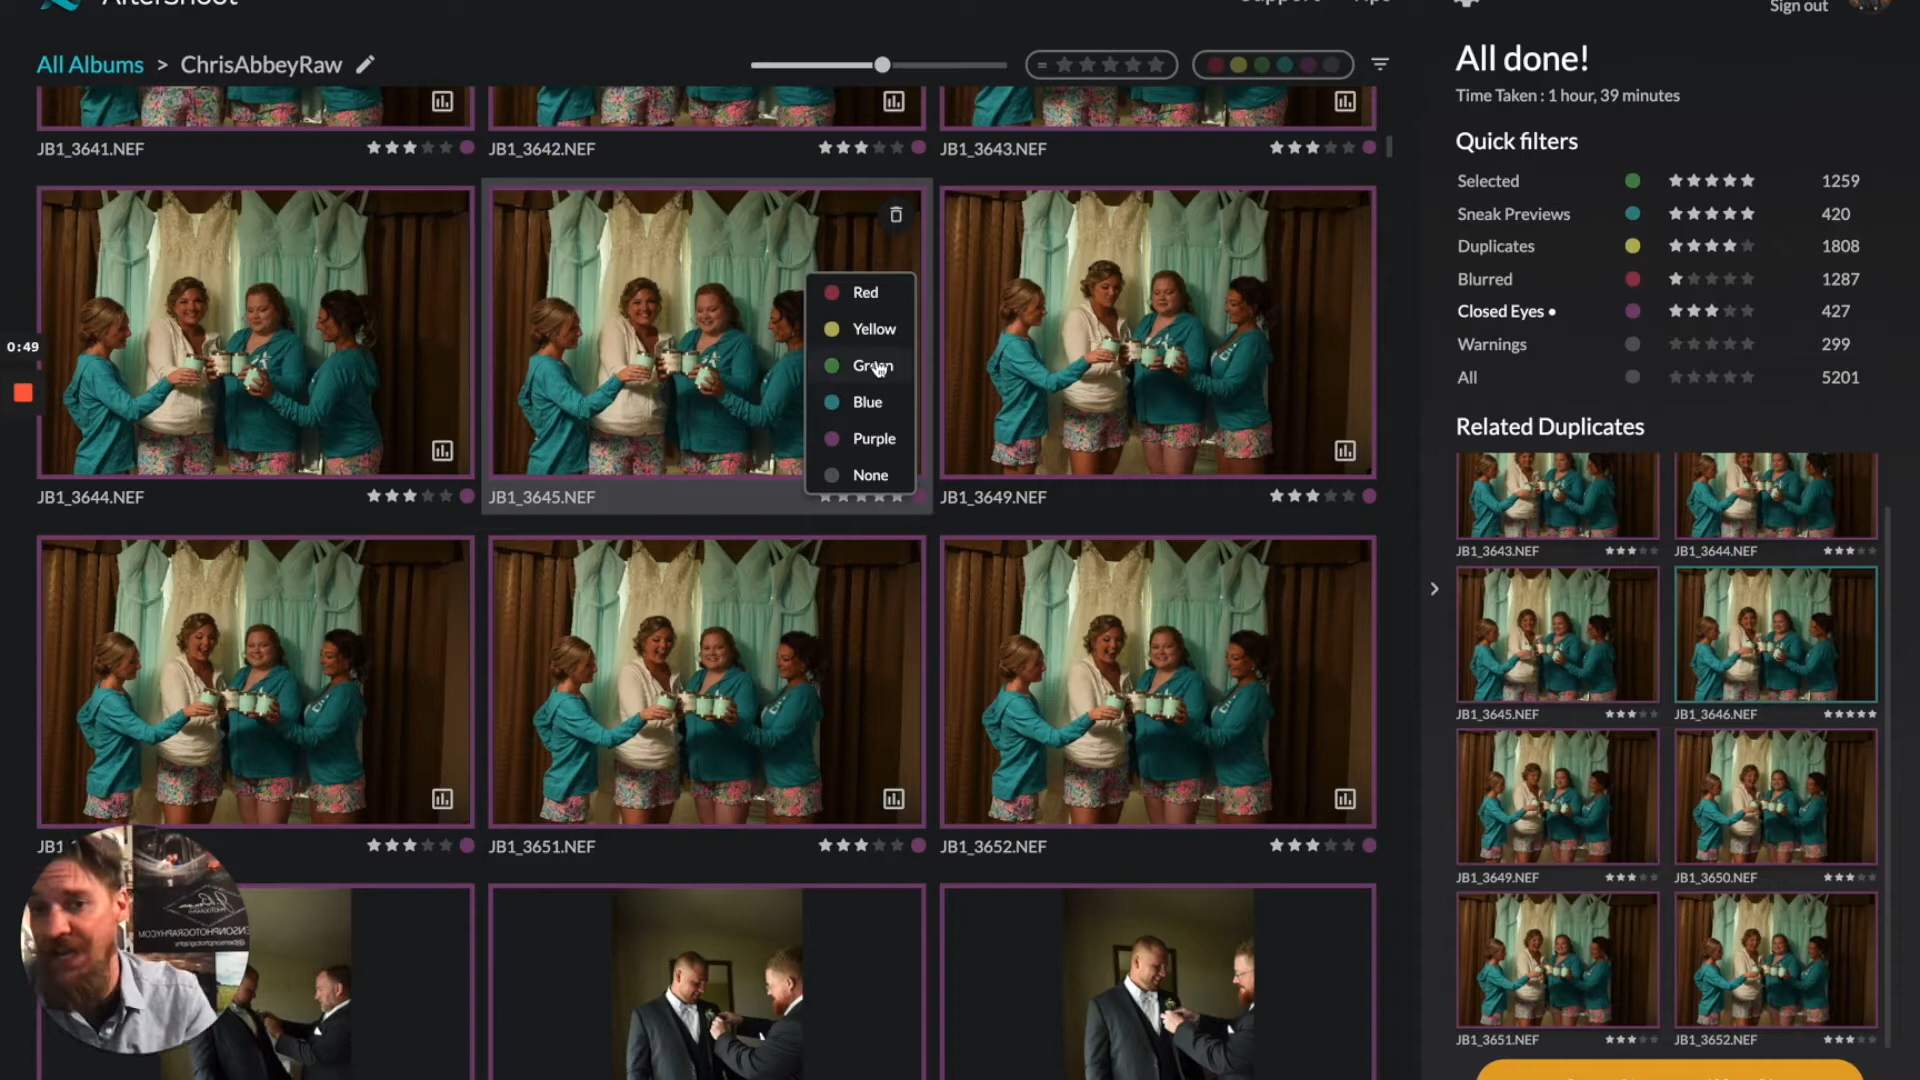 AfterShoot
Support
Tips
Sign out
All Albums > ChrisAbbeyRaw
=
All done!
Time Taken : 1 hour, 39 minutes
Quick filters
Selected 1259
Sneak Previews 420
Duplicates 1808
Blurred 1287
Closed Eyes • 427
Warnings 299
All 5201
Related Duplicates
JB1_3641.NEF
JB1_3642.NEF
JB1_3643.NEF
Red
Yellow
Green
Blue
Purple
None
0:49
JB1_3644.NEF
JB1_3645.NEF
JB1_3649.NEF
JB1_3651.NEF
JB1_3652.NEF
JB1_3643.NEF
JB1_3644.NEF
JB1_3645.NEF
JB1_3646.NEF
JB1_3649.NEF
JB1_3650.NEF
JB1_3651.NEF
JB1_3652.NEF